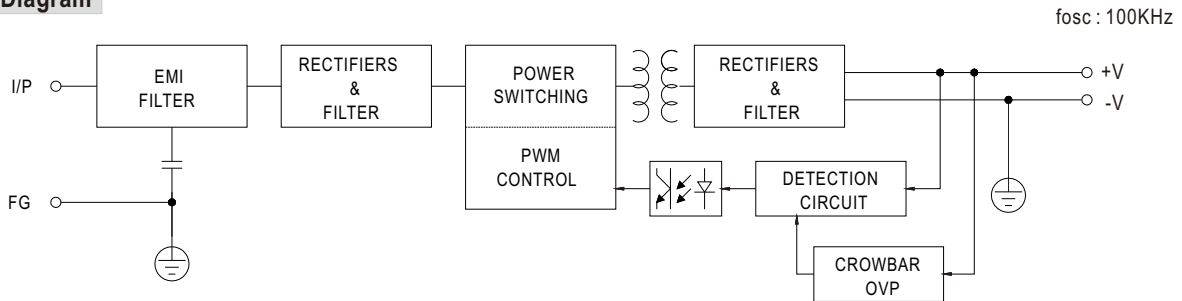 Diagram
fosc : 100KHz
I/P
EMI
FILTER
RECTIFIERS
&
FILTER
POWER
SWITCHING
PWM
CONTROL
RECTIFIERS
&
FILTER
+V
-V
FG
DETECTION
CIRCUIT
CROWBAR
OVP